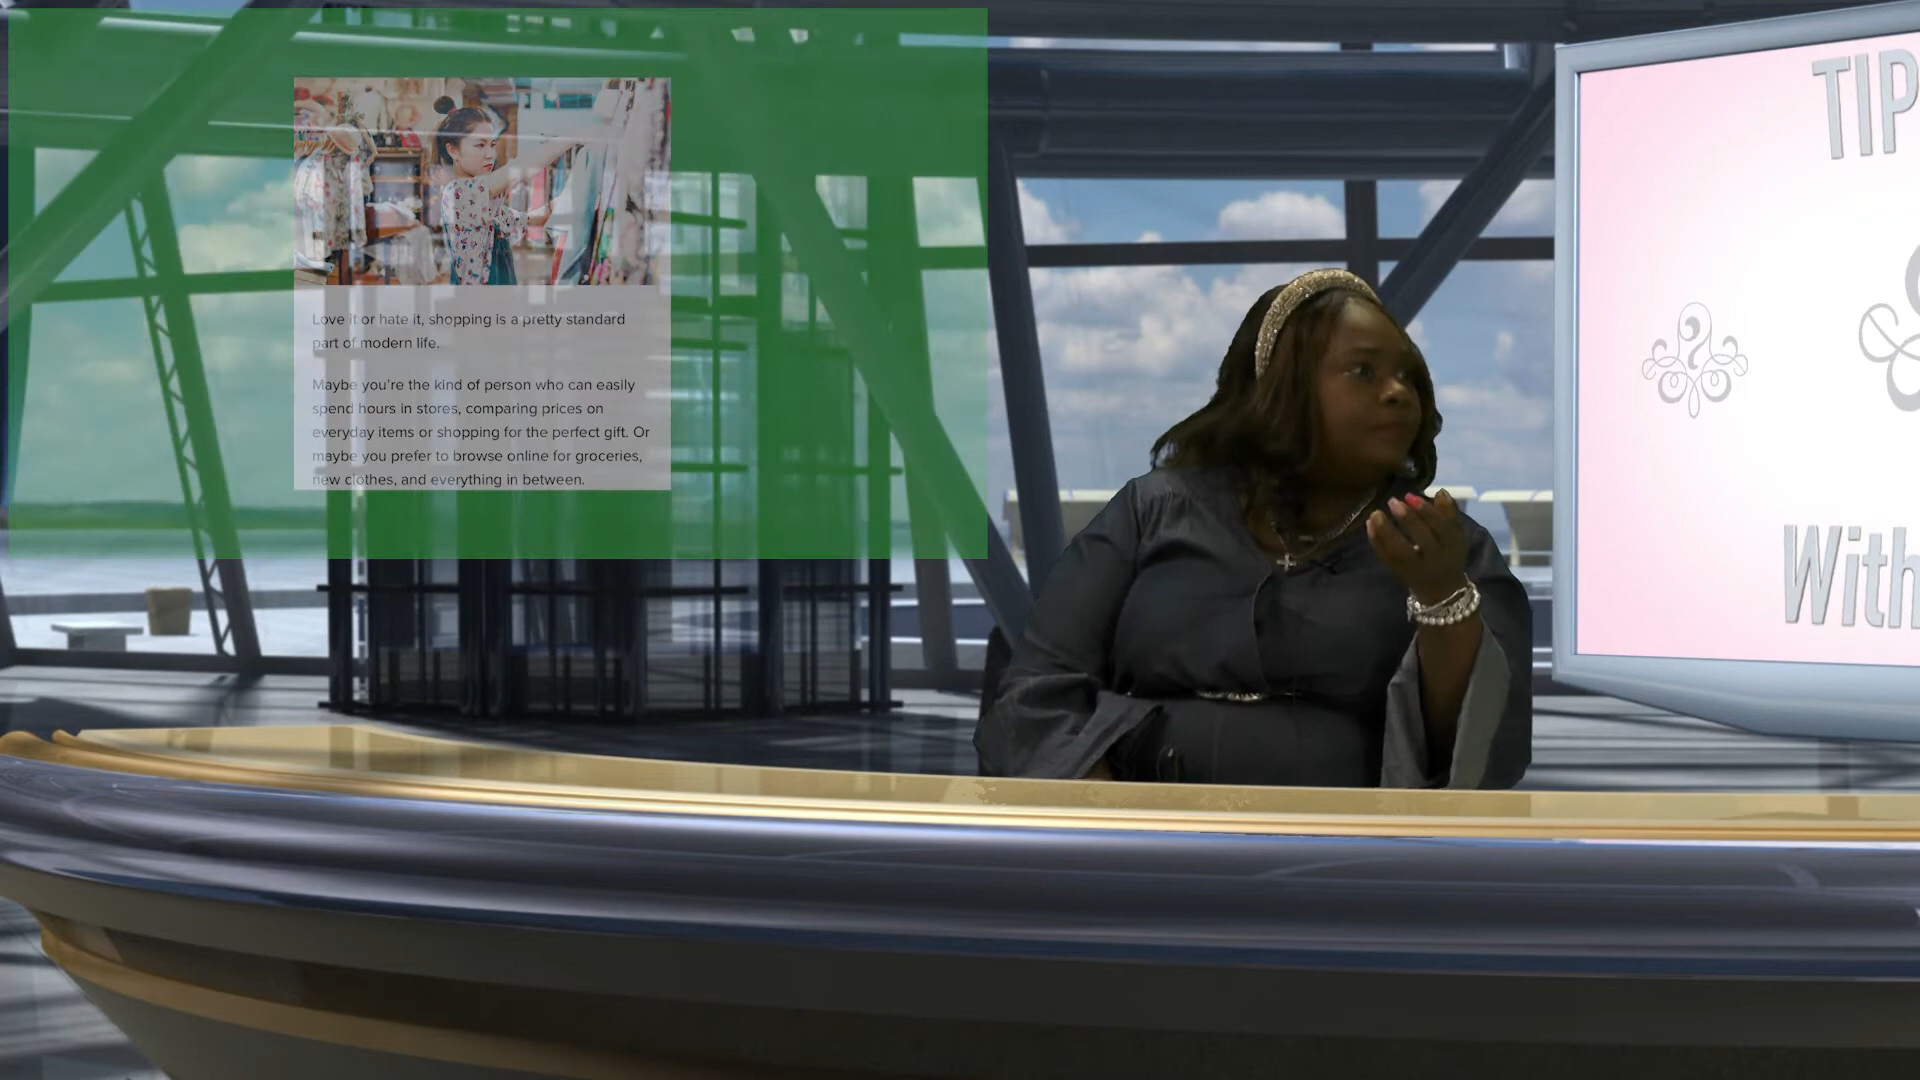 Love it or hate it, shopping is a pretty standard
part of modern life.
Maybe you're the kind of person who can easily
spend hours in stores, comparing prices on
everyday items or shopping for the perfect gift. Or
maybe you prefer to browse online for groceries,
new clothes, and everything in between.
TIP
With